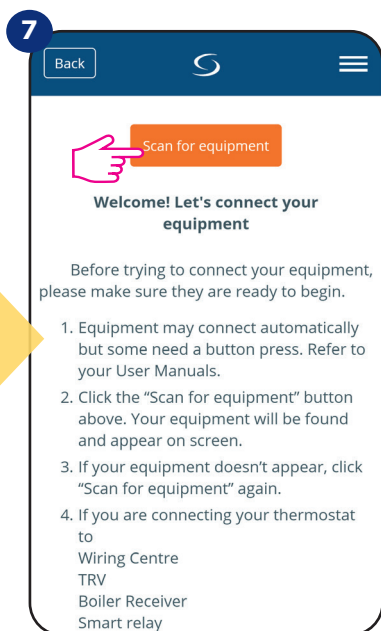 7
Back
Scan for equipment
Welcome! Let's connect your
equipment
Before trying to connect your equipment,
please make sure they are ready to begin.
1. Equipment may connect automatically
but some need a button press. Refer to
your User Manuals.
2. Click the “Scan for equipment” button
above. Your equipment will be found
and appear on screen.
3. If your equipment doesn’t appear, click
“Scan for equipment” again.
4. If you are connecting your thermostat
to
Wiring Centre
TRV
Boiler Receiver
Smart relay